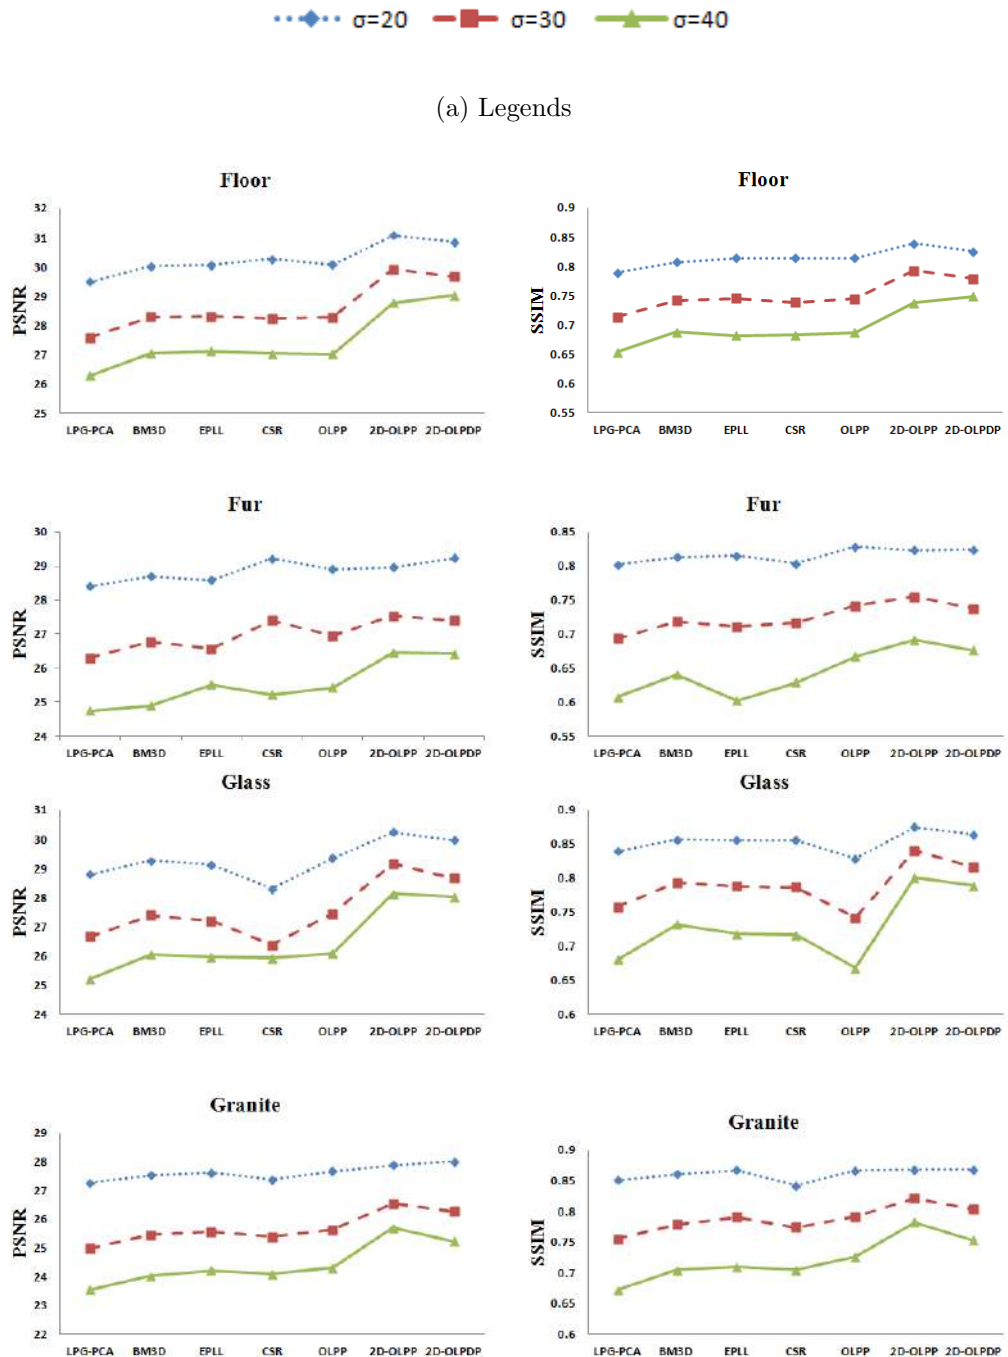 σ=20 σ=30 σ=40
(a) Legends
Floor
32
31
30
29
28
27
26
25
PSNR
LPG-PCA BM3D EPLL CSR OLPP 2D-OLPP 2D-OLPDP
Floor
0.9
0.85
0.8
0.75
0.7
0.65
0.6
0.55
SSIM
LPG-PCA BM3D EPLL CSR OLPP 2D-OLPP 2D-OLPDP
Fur
30
29
28
27
26
25
24
PSNR
LPG-PCA BM3D EPLL CSR OLPP 2D-OLPP 2D-OLPDP
Fur
0.85
0.8
0.75
0.7
0.65
0.6
0.55
SSIM
LPG-PCA BM3D EPLL CSR OLPP 2D-OLPP 2D-OLPDP
Glass
31
30
29
28
27
26
25
24
PSNR
LPG-PCA BM3D EPLL CSR OLPP 2D-OLPP 2D-OLPDP
Glass
0.9
0.85
0.8
0.75
0.7
0.65
0.6
SSIM
LPG-PCA BM3D EPLL CSR OLPP 2D-OLPP 2D-OLPDP
Granite
29
28
27
26
25
24
23
22
PSNR
LPG-PCA BM3D EPLL CSR OLPP 2D-OLPP 2D-OLPDP
Granite
0.9
0.85
0.8
0.75
0.7
0.65
0.6
SSIM
LPG-PCA BM3D EPLL CSR OLPP 2D-OLPP 2D-OLPDP